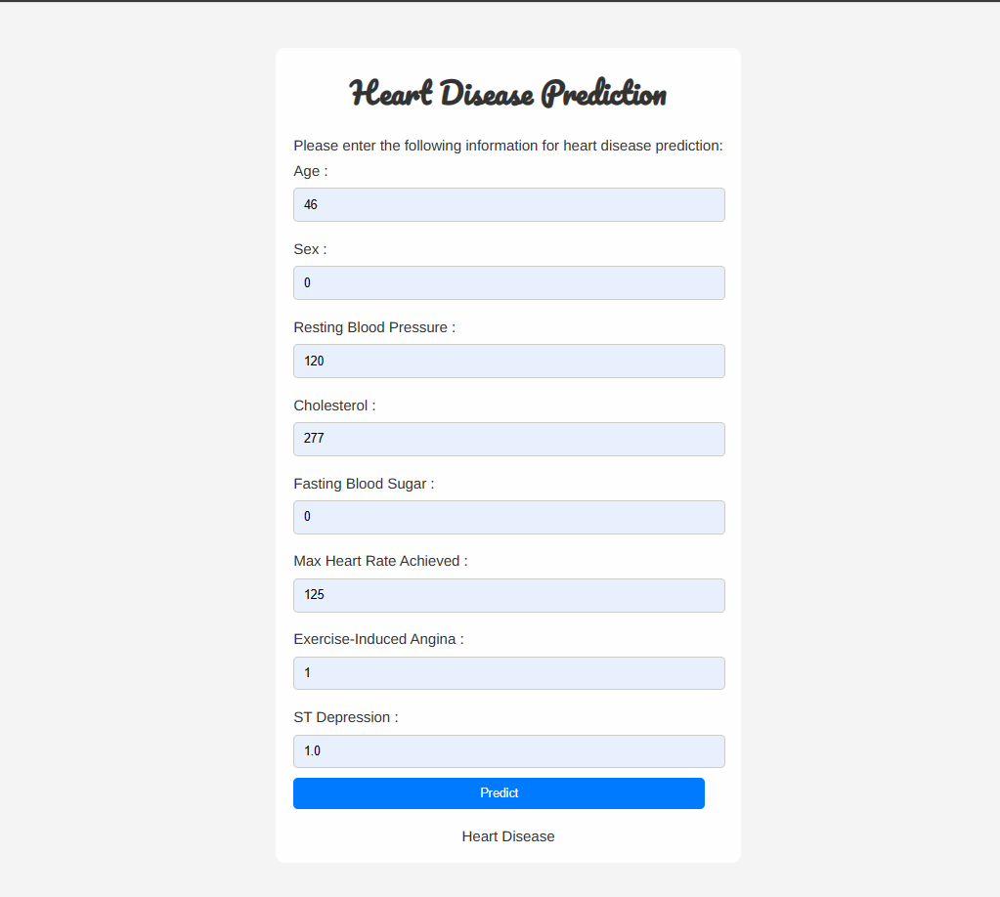 Heart Disease Prediction
Please enter the following information for heart disease prediction:
Age :
46
Sex :
0
Resting Blood Pressure :
120
Cholesterol :
277
Fasting Blood Sugar :
0
Max Heart Rate Achieved :
125
Exercise-Induced Angina :
1
ST Depression :
1.0
Predict
Heart Disease